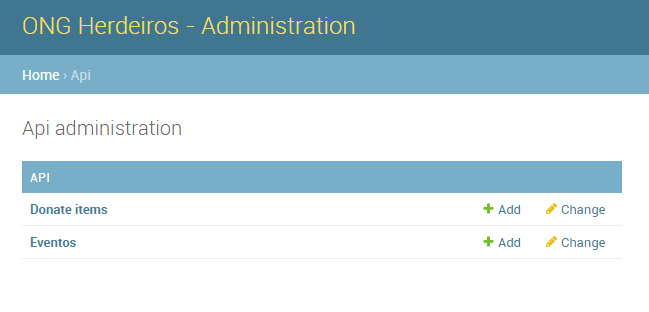 ONG Herdeiros - Administration
Home › Api
Api administration
API
Donate items Add Change
Eventos Add Change